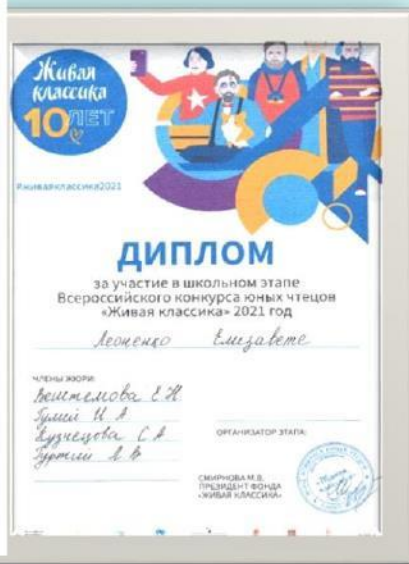 Живая
классика
10 ЛЕТ
#живаяклассика2021
ДИПЛОМ
за участие в школьном этапе
Всероссийского конкурса юных чтецов
«Живая классика» 2021 год
Леоненко Елизавете
ЧЛЕНЫ ЖЮРИ:
Е Н
И А
Кузнецова С А
ОРГАНИЗАТОР ЭТАПА:
СМИРНОВА М.В.
ПРЕЗИДЕНТ ФОНДА
«ЖИВАЯ КЛАССИКА»